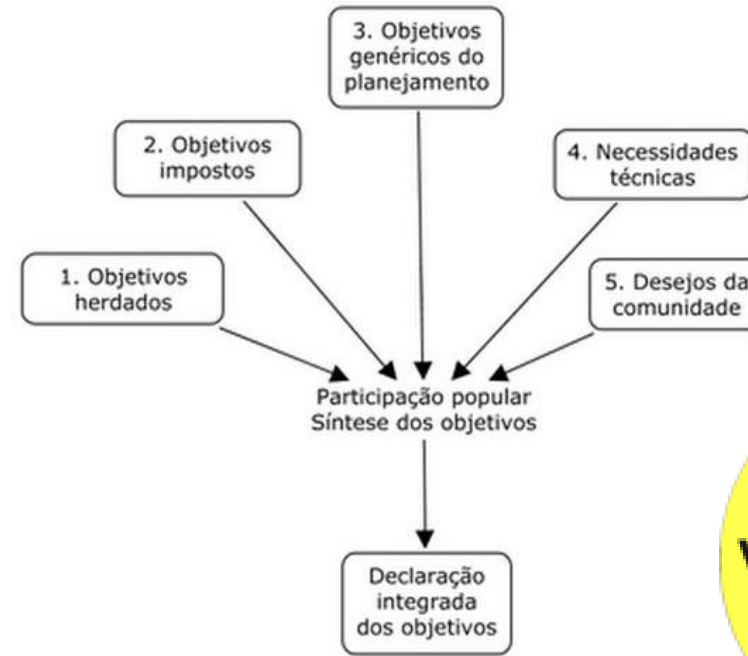 3. Objetivos
genéricos do
planejamento
2. Objetivos
impostos
4. Necessidades
técnicas
1. Objetivos
herdados
5. Desejos da
comunidade
Participação popular
Síntese dos objetivos
Declaração
integrada
dos objetivos